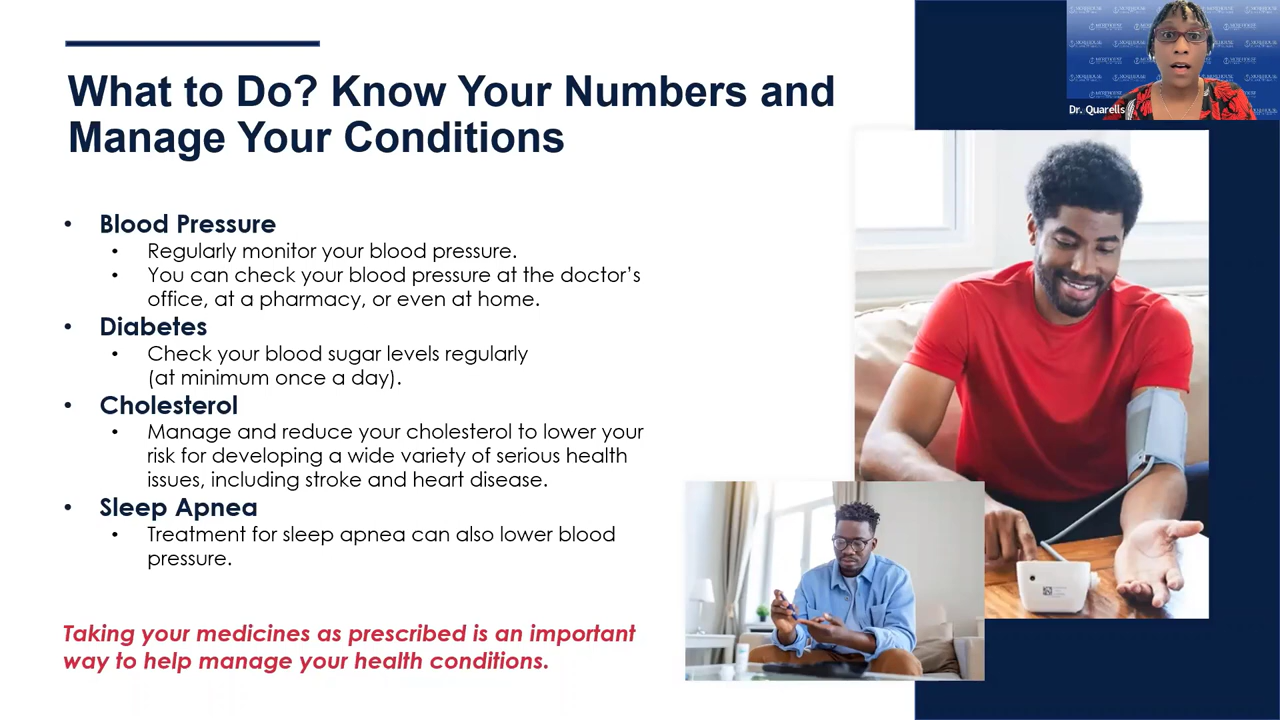 What to Do? Know Your Numbers and
Manage Your Conditions
• Blood Pressure
• Regularly monitor your blood pressure.
• You can check your blood pressure at the doctor’s
office, at a pharmacy, or even at home.
• Diabetes
• Check your blood sugar levels regularly
(at minimum once a day).
• Cholesterol
• Manage and reduce your cholesterol to lower your
risk for developing a wide variety of serious health
issues, including stroke and heart disease.
• Sleep Apnea
• Treatment for sleep apnea can also lower blood
pressure.
Taking your medicines as prescribed is an important
way to help manage your health conditions.
Dr. Quarells